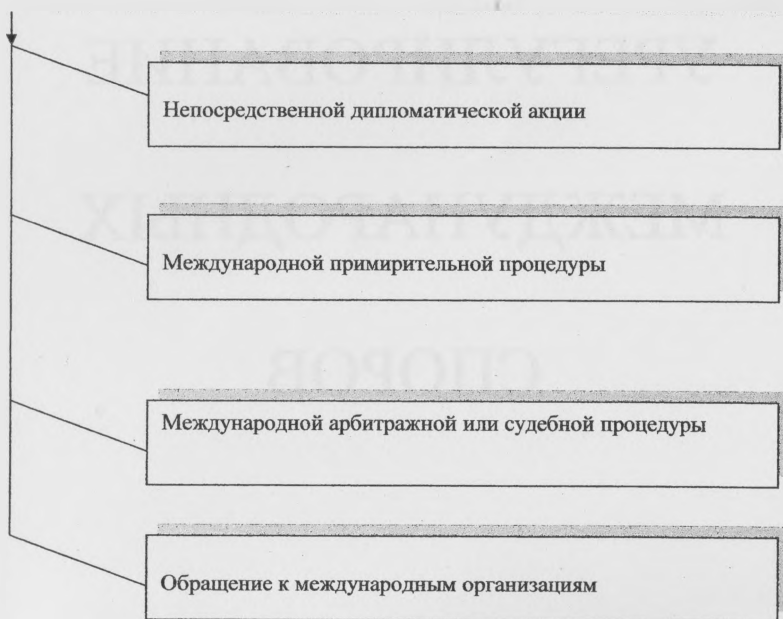 Непосредственной дипломатической акции
Международной примирительной процедуры
Международной арбитражной или судебной процедуры
Обращение к международным организациям